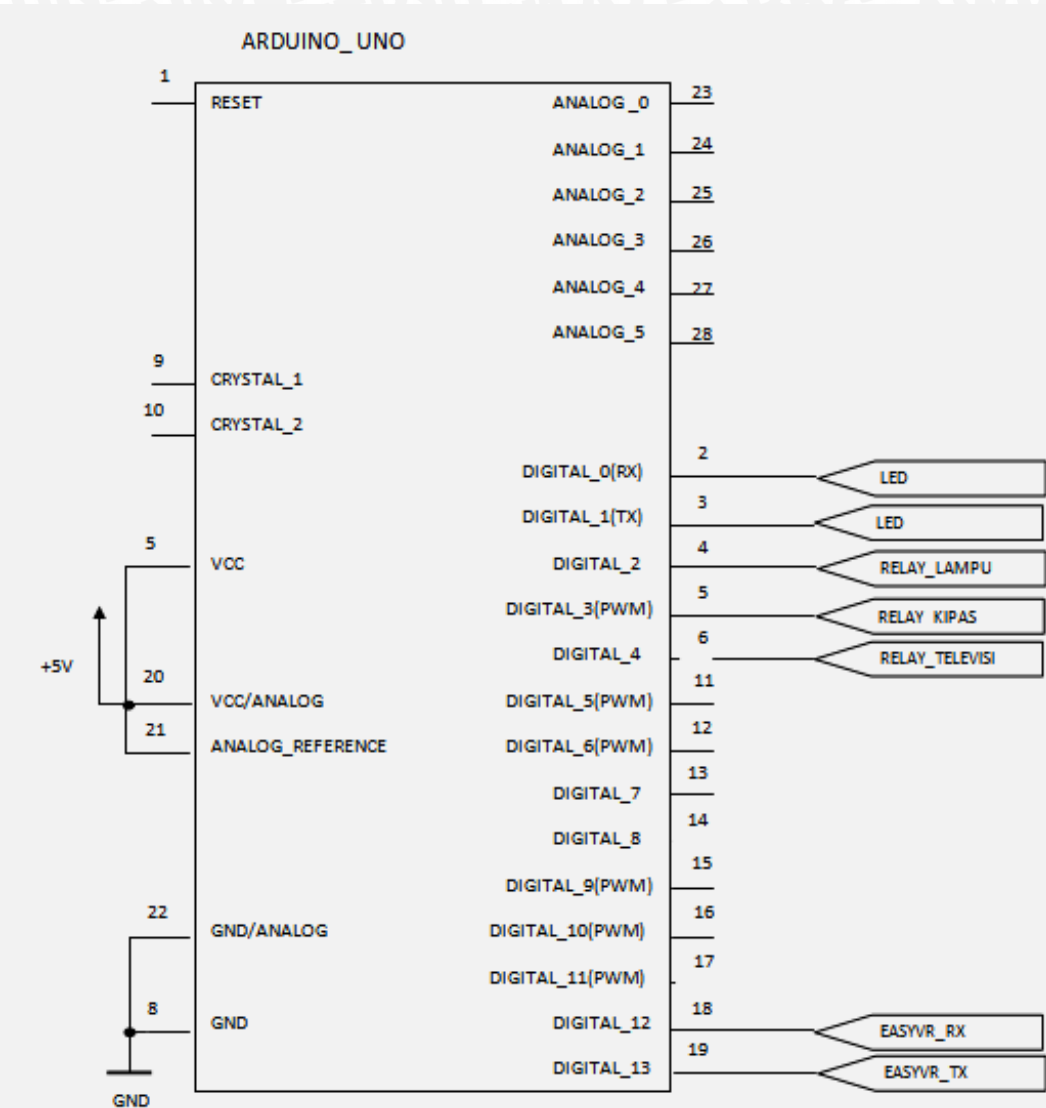 ARDUINO_UNO
1
RESET
ANALOG_0
23
ANALOG_1
24
ANALOG_2
25
ANALOG_3
26
ANALOG_4
27
ANALOG_5
28
9
CRYSTAL_1
10
CRYSTAL_2
DIGITAL_0(RX)
2
LED
DIGITAL_1(TX)
3
LED
5
VCC
DIGITAL_2
4
RELAY_LAMPU
DIGITAL_3(PWM)
5
RELAY KIPAS
DIGITAL_4
6
RELAY_TELEVISI
+5V
20
VCC/ANALOG
DIGITAL_5(PWM)
11
21
ANALOG_REFERENCE
DIGITAL_6(PWM)
12
DIGITAL_7
13
DIGITAL_8
14
DIGITAL_9(PWM)
15
22
GND/ANALOG
DIGITAL_10(PWM)
16
DIGITAL_11(PWM)
17
8
GND
DIGITAL_12
18
EASYVR_RX
DIGITAL_13
19
EASYVR_TX
GND